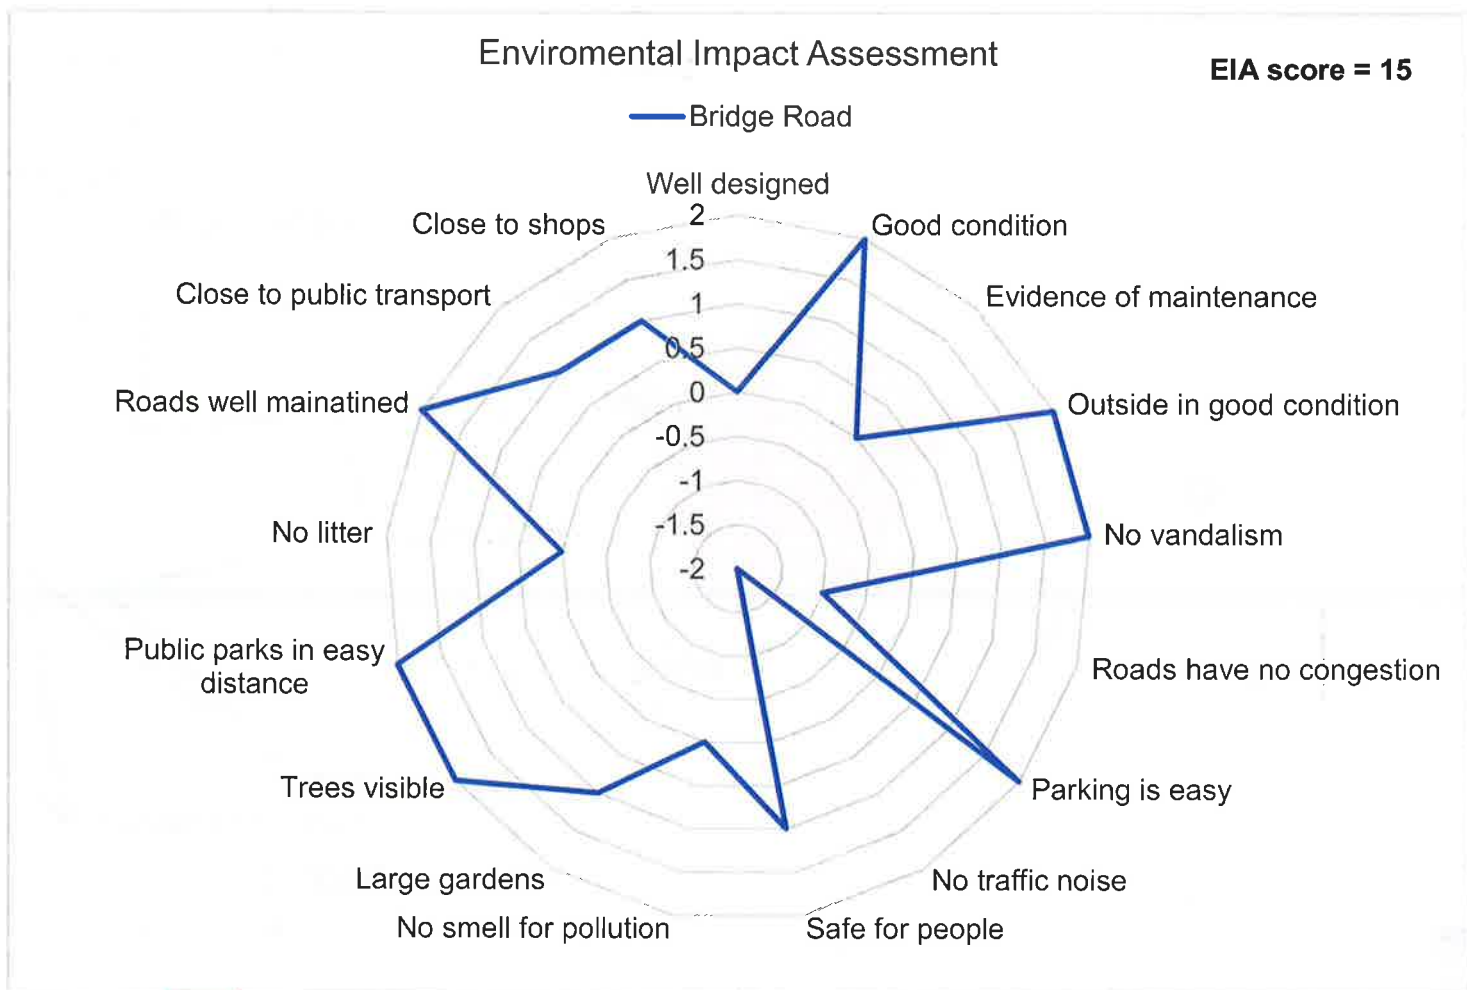 Enviromental Impact Assessment
EIA score = 15
Bridge Road
Well designed
Good condition
Evidence of maintenance
Outside in good condition
No vandalism
Roads have no congestion
Parking is easy
No traffic noise
Safe for people
No smell for pollution
Large gardens
Trees visible
Public parks in easy
distance
No litter
Roads well mainatined
Close to public transport
Close to shops
2
1.5
1
0.5
0
-0.5
-1
-1.5
-2